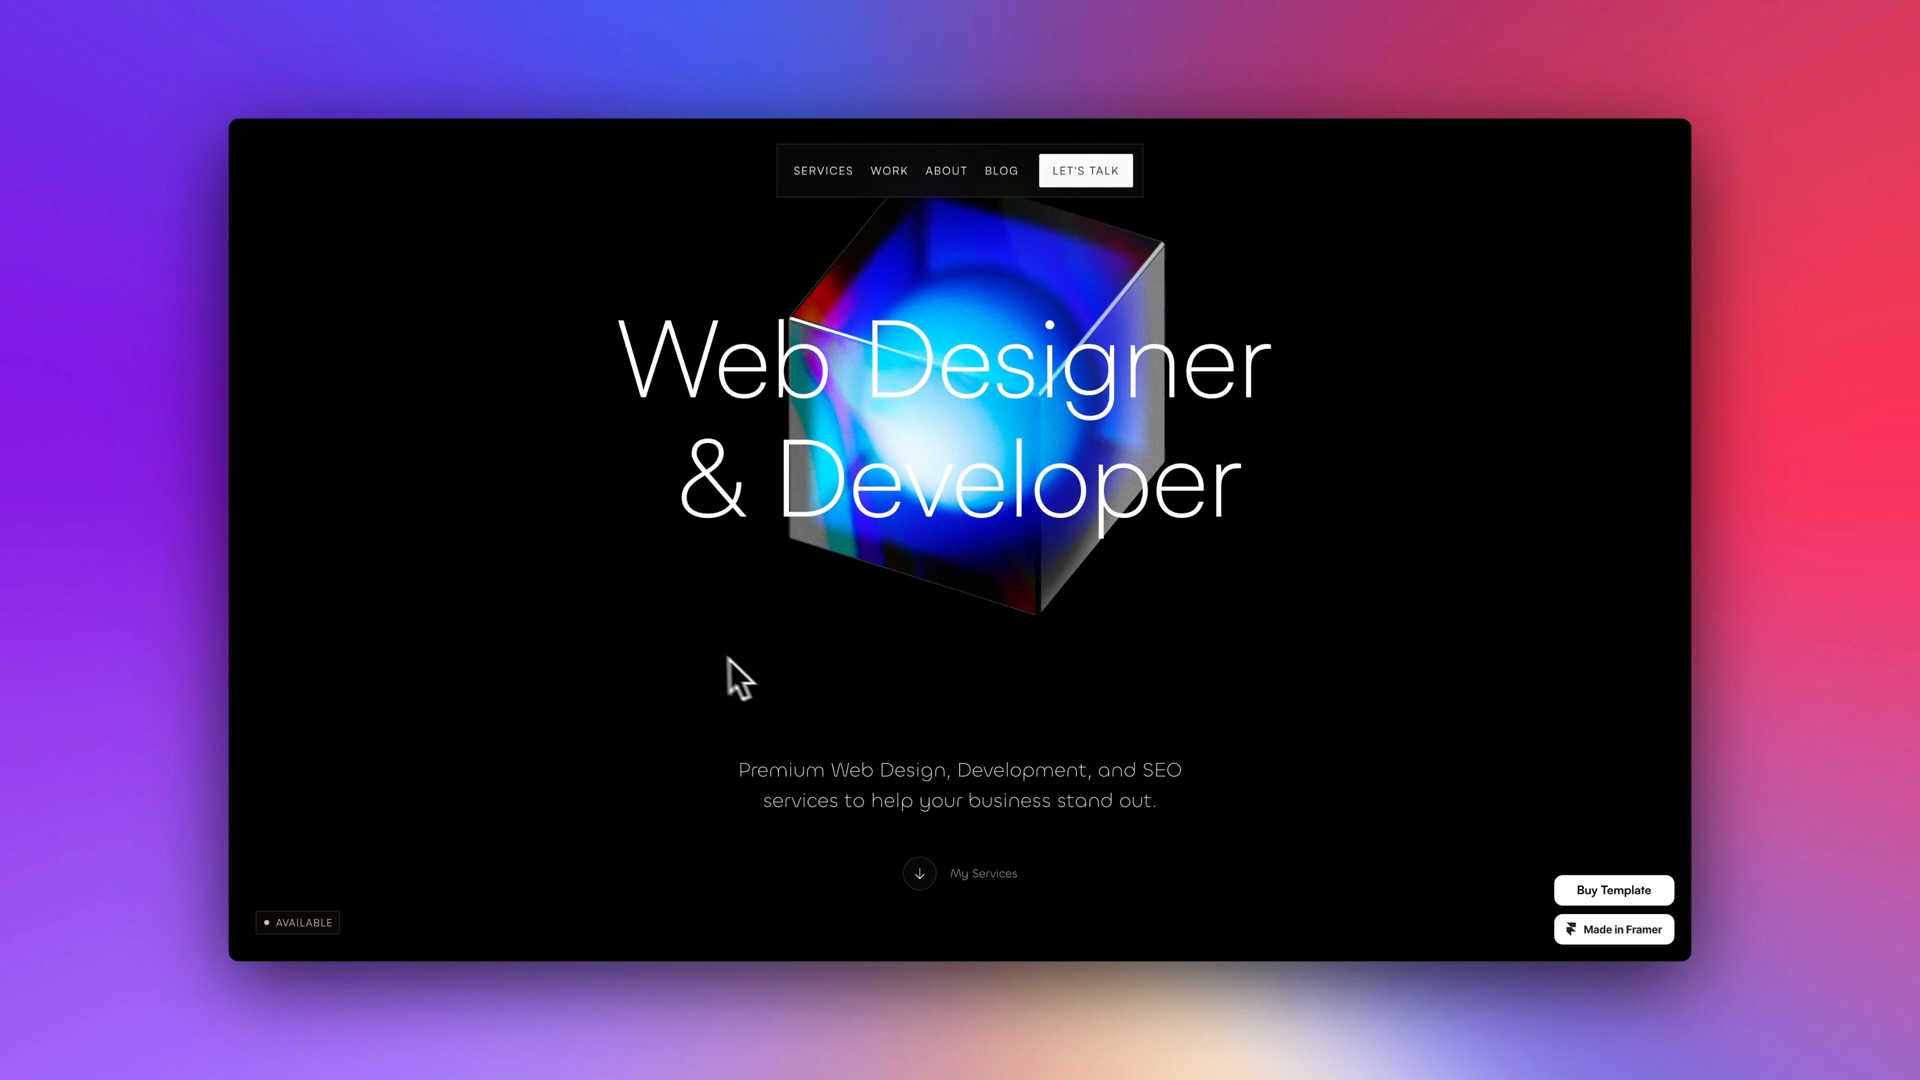 SERVICES WORK ABOUT BLOG LET'S TALK
Web Designer
& Developer
Premium Web Design, Development, and SEO
services to help your business stand out.
My Services
AVAILABLE
Buy Template
Made in Framer